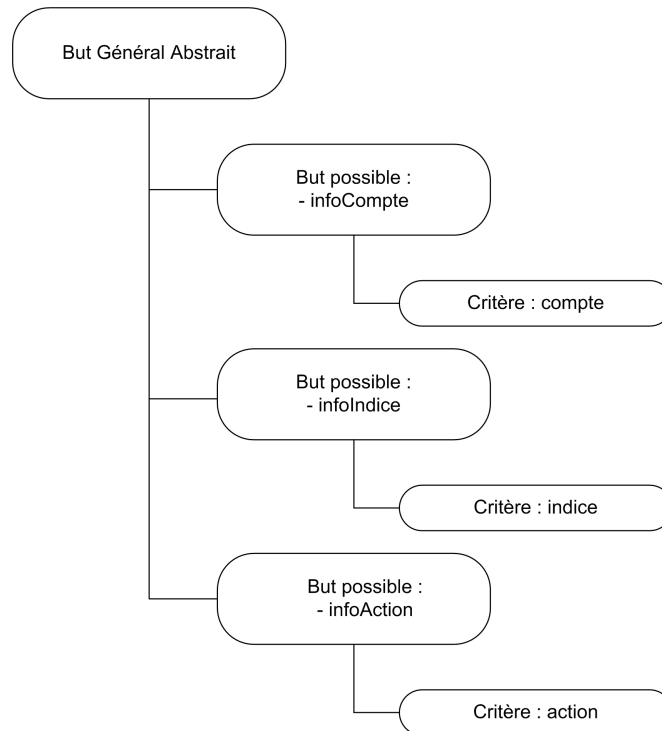 But Général Abstrait
But possible :
- infoCompte
Critère : compte
But possible :
- infoIndice
Critère : indice
But possible :
- infoAction
Critère : action